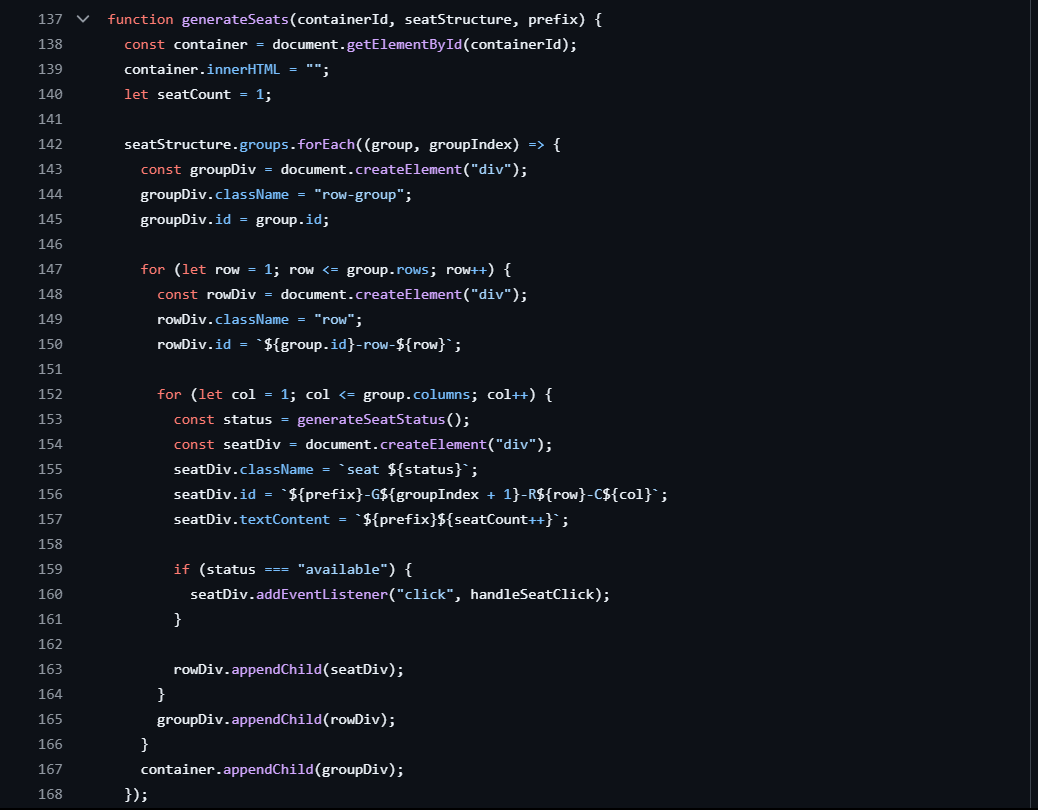 137 function generateSeats(containerId, seatStructure, prefix) {
138 const container = document.getElementById(containerId);
139 container.innerHTML = "";
140 let seatCount = 1;
141
142 seatStructure.groups.forEach((group, groupIndex) => {
143 const groupDiv = document.createElement("div");
144 groupDiv.className = "row-group";
145 groupDiv.id = group.id;
146
147 for (let row = 1; row <= group.rows; row++) {
148 const rowDiv = document.createElement("div");
149 rowDiv.className = "row";
150 rowDiv.id = `${group.id}-row-${row}`;
151
152 for (let col = 1; col <= group.columns; col++) {
153 const status = generateSeatStatus();
154 const seatDiv = document.createElement("div");
155 seatDiv.className = `seat ${status}`;
156 seatDiv.id = `${prefix}-G${groupIndex + 1}-R${row}-C${col}`;
157 seatDiv.textContent = `${prefix}${seatCount++}`;
158
159 if (status === "available") {
160 seatDiv.addEventListener("click", handleSeatClick);
161 }
162
163 rowDiv.appendChild(seatDiv);
164 }
165 groupDiv.appendChild(rowDiv);
166 }
167 container.appendChild(groupDiv);
168 });